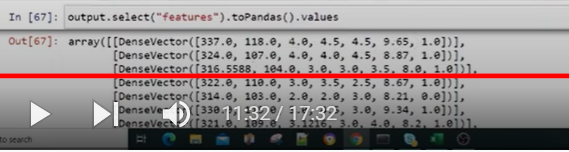 In [67]: output.select("features").toPandas().values
Out[67]: array([[DenseVector([337.0, 118.0, 4.0, 4.5, 4.5, 9.65, 1.0])],
[DenseVector([324.0, 107.0, 4.0, 4.0, 4.5, 8.87, 1.0])],
[DenseVector([316.5588, 104.0, 3.0, 3.0, 3.5, 8.0, 1.0])],
[DenseVector([322.0, 110.0, 3.0, 3.5, 2.5, 8.67, 1.0])],
[DenseVector([314.0, 103.0, 2.0, 2.0, 3.0, 8.21, 0.0])],
[DenseVector([330. 3.0, 9.34, 1.0])],
[DenseVector([321.0, 109.0, 3.1216, 3.0, 4.0, 8.2, 1.0])],
11:32 / 17:32
to search